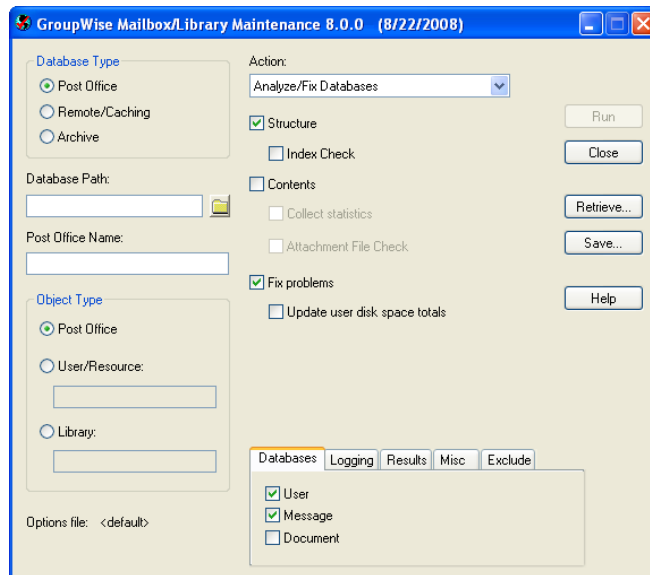 GroupWise Mailbox/Library Maintenance 8.0.0 (8/22/2008)
Database Type
Post Office
Remote/Caching
Archive
Database Path:
Post Office Name:
Object Type
Post Office
User/Resource:
Library:
Options file: <default>
Action:
Analyze/Fix Databases
Structure
Index Check
Contents
Collect statistics
Attachment File Check
Fix problems
Update user disk space totals
Run
Close
Retrieve...
Save...
Help
Databases Logging Results Misc Exclude
User
Message
Document